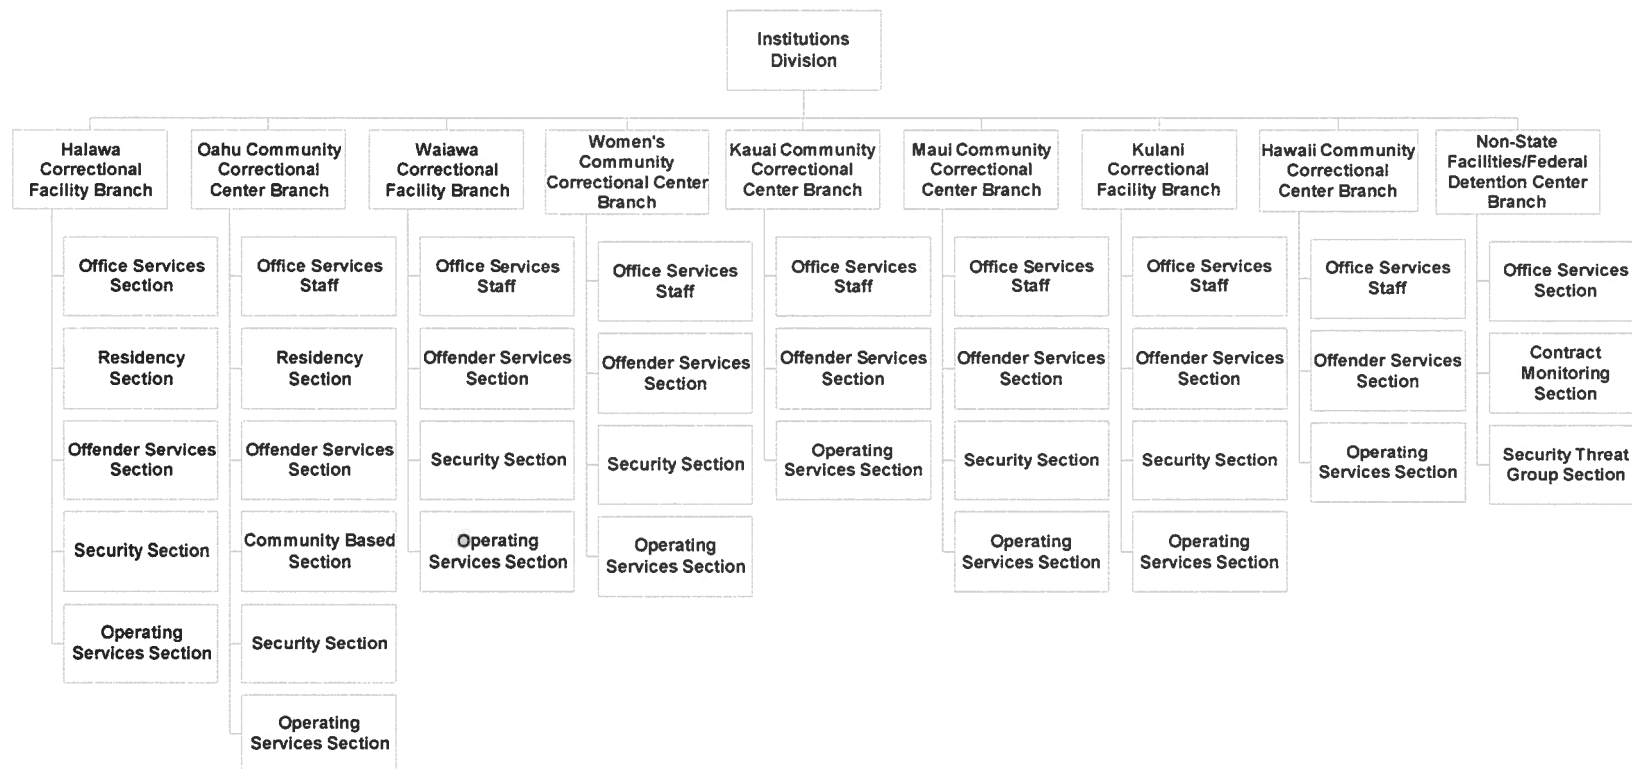 Institutions
Division
Halawa
Correctional
Facility Branch
Oahu Community
Correctional
Center Branch
Waiawa
Correctional
Facility Branch
Women's
Community
Correctional Center
Branch
Kauai Community
Correctional
Center Branch
Maui Community
Correctional
Center Branch
Kulani
Correctional
Facility Branch
Hawaii Community
Correctional
Center Branch
Non-State
Facilities/Federal
Detention Center
Branch
Office Services
Section
Residency
Section
Offender Services
Section
Security Section
Operating
Services Section
Office Services
Staff
Residency
Section
Offender Services
Section
Community Based
Section
Security Section
Operating
Services Section
Office Services
Staff
Offender Services
Section
Security Section
Operating
Services Section
Office Services
Staff
Offender Services
Section
Security Section
Operating
Services Section
Office Services
Staff
Offender Services
Section
Operating
Services Section
Office Services
Staff
Offender Services
Section
Security Section
Operating
Services Section
Office Services
Staff
Offender Services
Section
Security Section
Operating
Services Section
Office Services
Staff
Offender Services
Section
Operating
Services Section
Office Services
Section
Contract
Monitoring
Section
Security Threat
Group Section